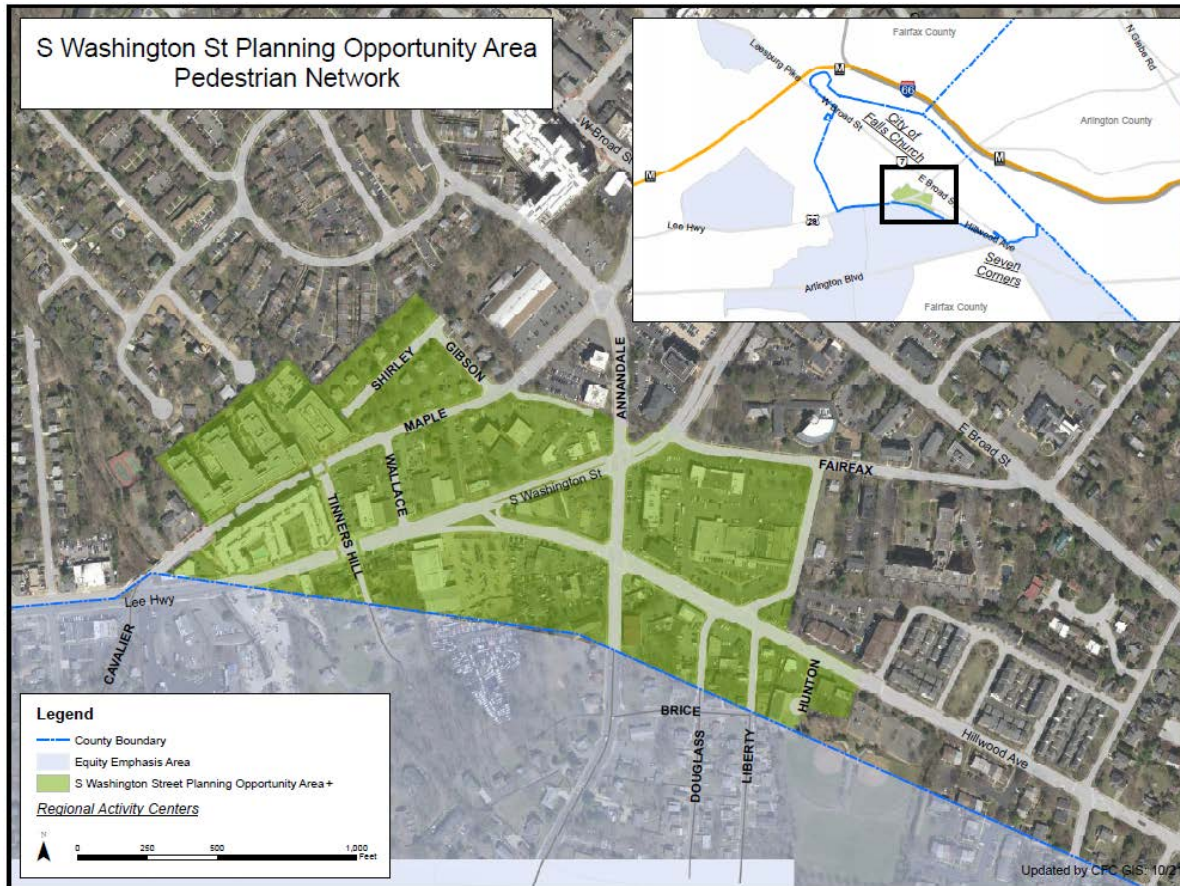 S Washington St Planning Opportunity Area
Pedestrian Network
Fairfax County
N Glebe Rd
Leesburg Pike
M
66
W Broad St
City of
Falls Church
Arlington County
M
7
M
E Broad St
29
Lee Hwy
Hillwood Ave
Seven
Corners
Arlington Blvd
Fairfax County
W Broad St
SHIRLEY
GIBSON
ANNANDALE
MAPLE
E Broad St
FAIRFAX
WALLACE
S Washington St
TINNERS HILL
Lee Hwy
CAVALIER
HUNTON
BRICE
DOUGLASS
LIBERTY
Hillwood Ave
Legend
County Boundary
Equity Emphasis Area
S Washington Street Planning Opportunity Area+
Regional Activity Centers
N
0 250 500 1,000
Feet
Updated by CFC GIS: 10/21